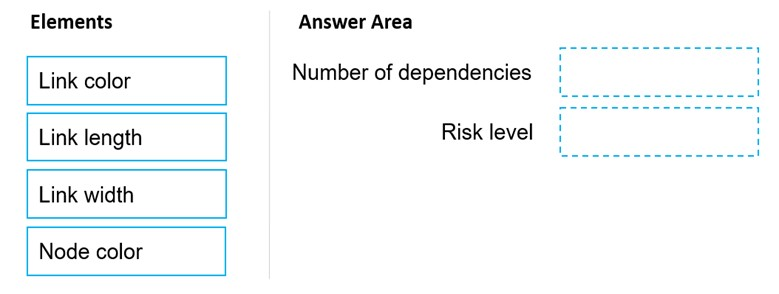 Elements
Answer Area
Link color
Number of dependencies
Link length
Risk level
Link width
Node color